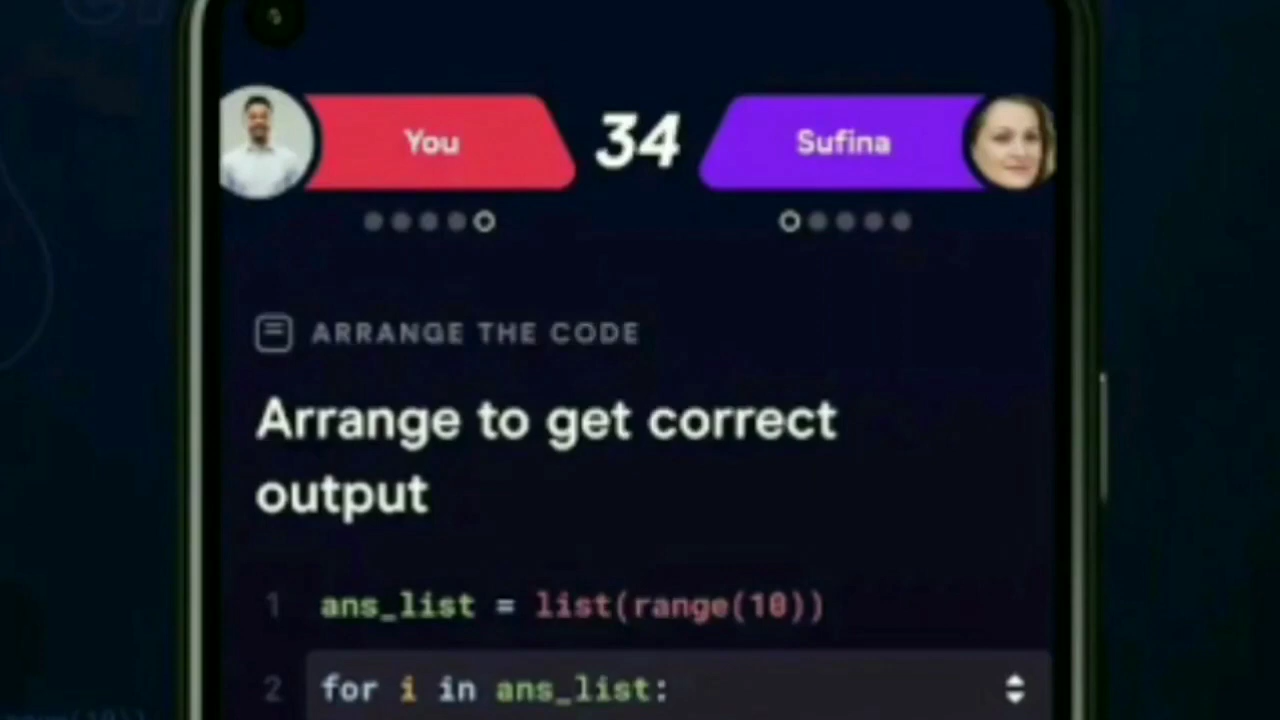 You 34 Sufina
ARRANGE THE CODE
Arrange to get correct
output
1 ans_list = list(range(10))
2 for i in ans_list: